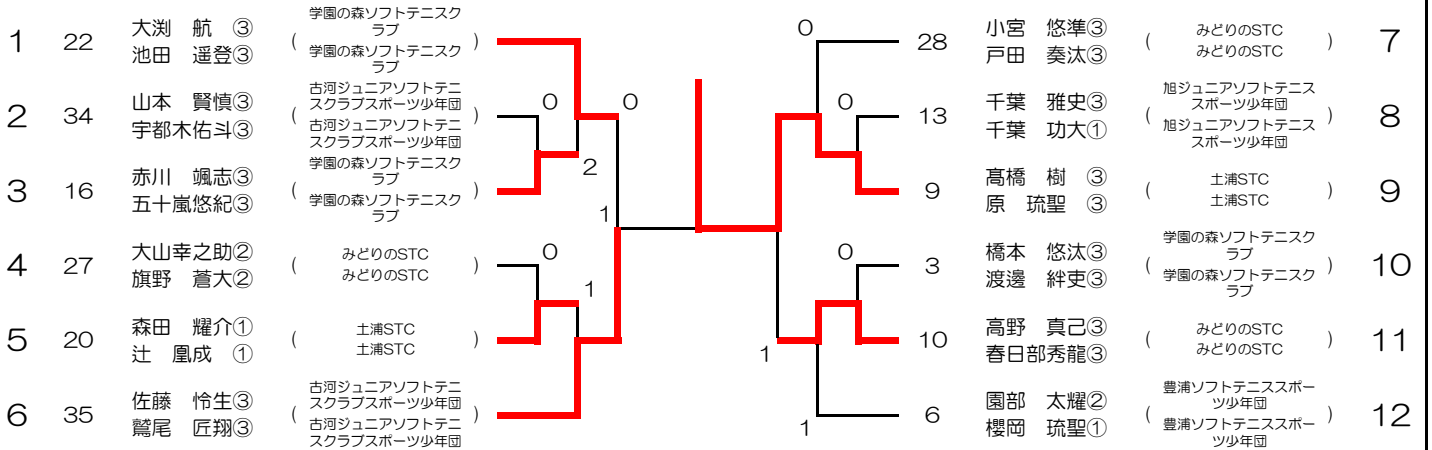 1 22 大渕 航 ③ ( 学園の森ソフトテニスクラブ )
池田 遥登③ 学園の森ソフトテニスクラブ
2 34 山本 賢慎③ ( 古河ジュニアソフトテニスクラブスポーツ少年団 )
宇都木佑斗③ 古河ジュニアソフトテニスクラブスポーツ少年団
3 16 赤川 颯志③ ( 学園の森ソフトテニスクラブ )
五十嵐悠紀③ 学園の森ソフトテニスクラブ
4 27 大山幸之助② ( みどりのSTC )
旗野 蒼大② みどりのSTC
5 20 森田 耀介① ( 土浦STC )
辻 凰成 ① 土浦STC
6 35 佐藤 怜生③ ( 古河ジュニアソフトテニスクラブスポーツ少年団 )
鷲尾 匠翔③ 古河ジュニアソフトテニスクラブスポーツ少年団
0 0
2
1
0
1
0
0
0
1
1
28 小宮 悠準③ ( みどりのSTC ) 7
戸田 奏汰③ みどりのSTC
13 千葉 雅史③ ( 旭ジュニアソフトテニススポーツ少年団 ) 8
千葉 功大① 旭ジュニアソフトテニススポーツ少年団
9 髙橋 樹 ③ ( 土浦STC ) 9
原 琉聖 ③ 土浦STC
3 橋本 悠汰③ ( 学園の森ソフトテニスクラブ ) 10
渡邊 絆吏③ 学園の森ソフトテニスクラブ
10 高野 真己③ ( みどりのSTC ) 11
春日部秀龍③ みどりのSTC
6 園部 太耀② ( 豊浦ソフトテニススポーツ少年団 ) 12
櫻岡 琉聖① 豊浦ソフトテニススポーツ少年団